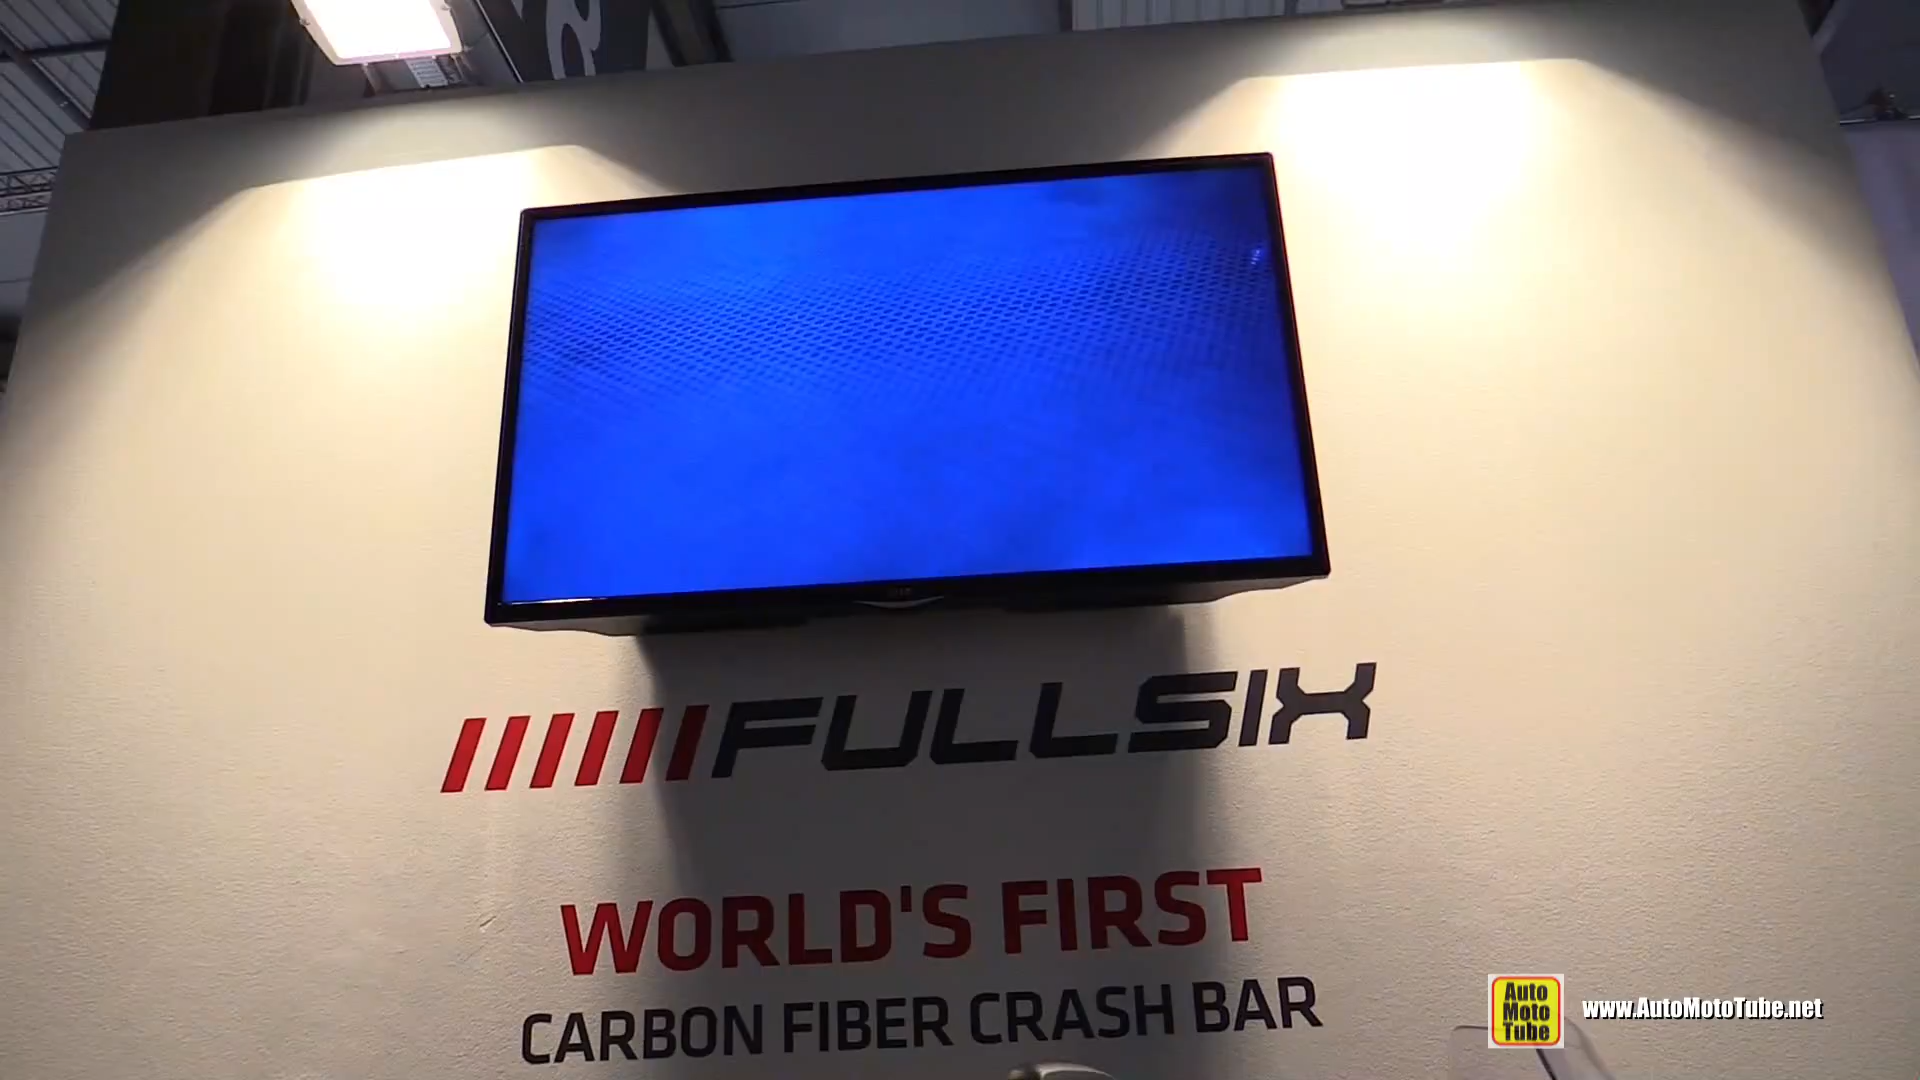 FULLSIX
WORLD'S FIRST
CARBON FIBER CRASH BAR
Auto
Moto
Tube
www.AutoMotoTube.net